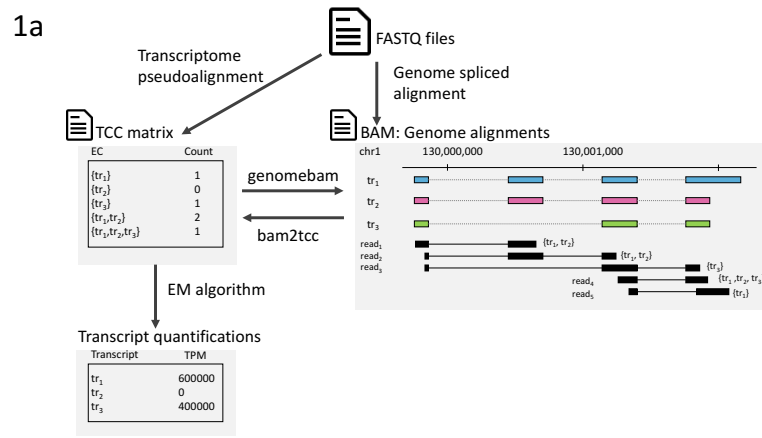 1a
FASTQ files
Transcriptome
pseudoalignment
Genome spliced
alignment
TCC matrix
EC Count
{tr₁} 1
{tr₂} 0
{tr₃} 1
{tr₁,tr₂} 2
{tr₁,tr₂,tr₃} 1
genomebam
bam2tcc
BAM: Genome alignments
chr1 130,000,000 130,001,000
tr₁
tr₂
tr₃
read₁ {tr₁, tr₂}
read₂ {tr₁, tr₂}
read₃ {tr₃}
read₄ {tr₁ ,tr₂, tr₃
read₅ {tr₁}
EM algorithm
Transcript quantifications
Transcript TPM
tr₁ 600000
tr₂ 0
tr₃ 400000